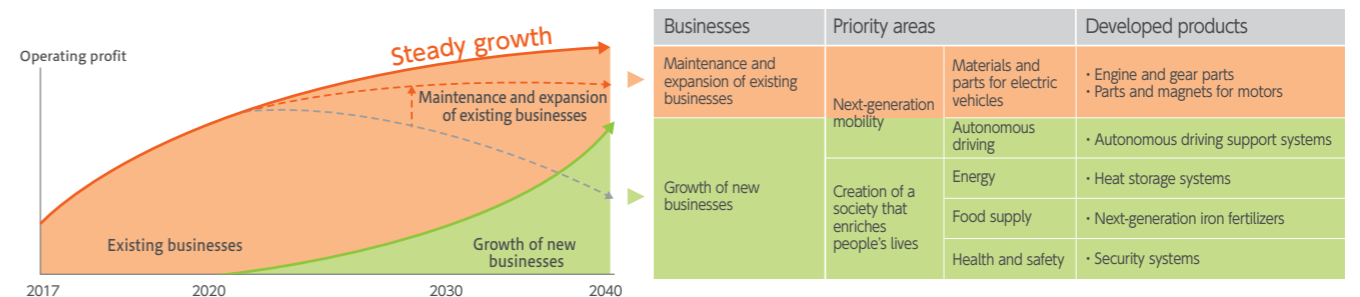 Operating profit
Steady growth
Maintenance and expansion
of existing businesses
Existing businesses
Growth of new
businesses
2017
2020
2030
2040
Businesses
Priority areas
Developed products
Maintenance and
expansion of existing
businesses
Next-generation
mobility
Materials and
parts for electric
vehicles
・Engine and gear parts
・Parts and magnets for motors
Growth of new
businesses
Autonomous
driving
・Autonomous driving support systems
Creation of a
society that
enriches
people's lives
Energy
・Heat storage systems
Food supply
・Next-generation iron fertilizers
Health and safety
・Security systems